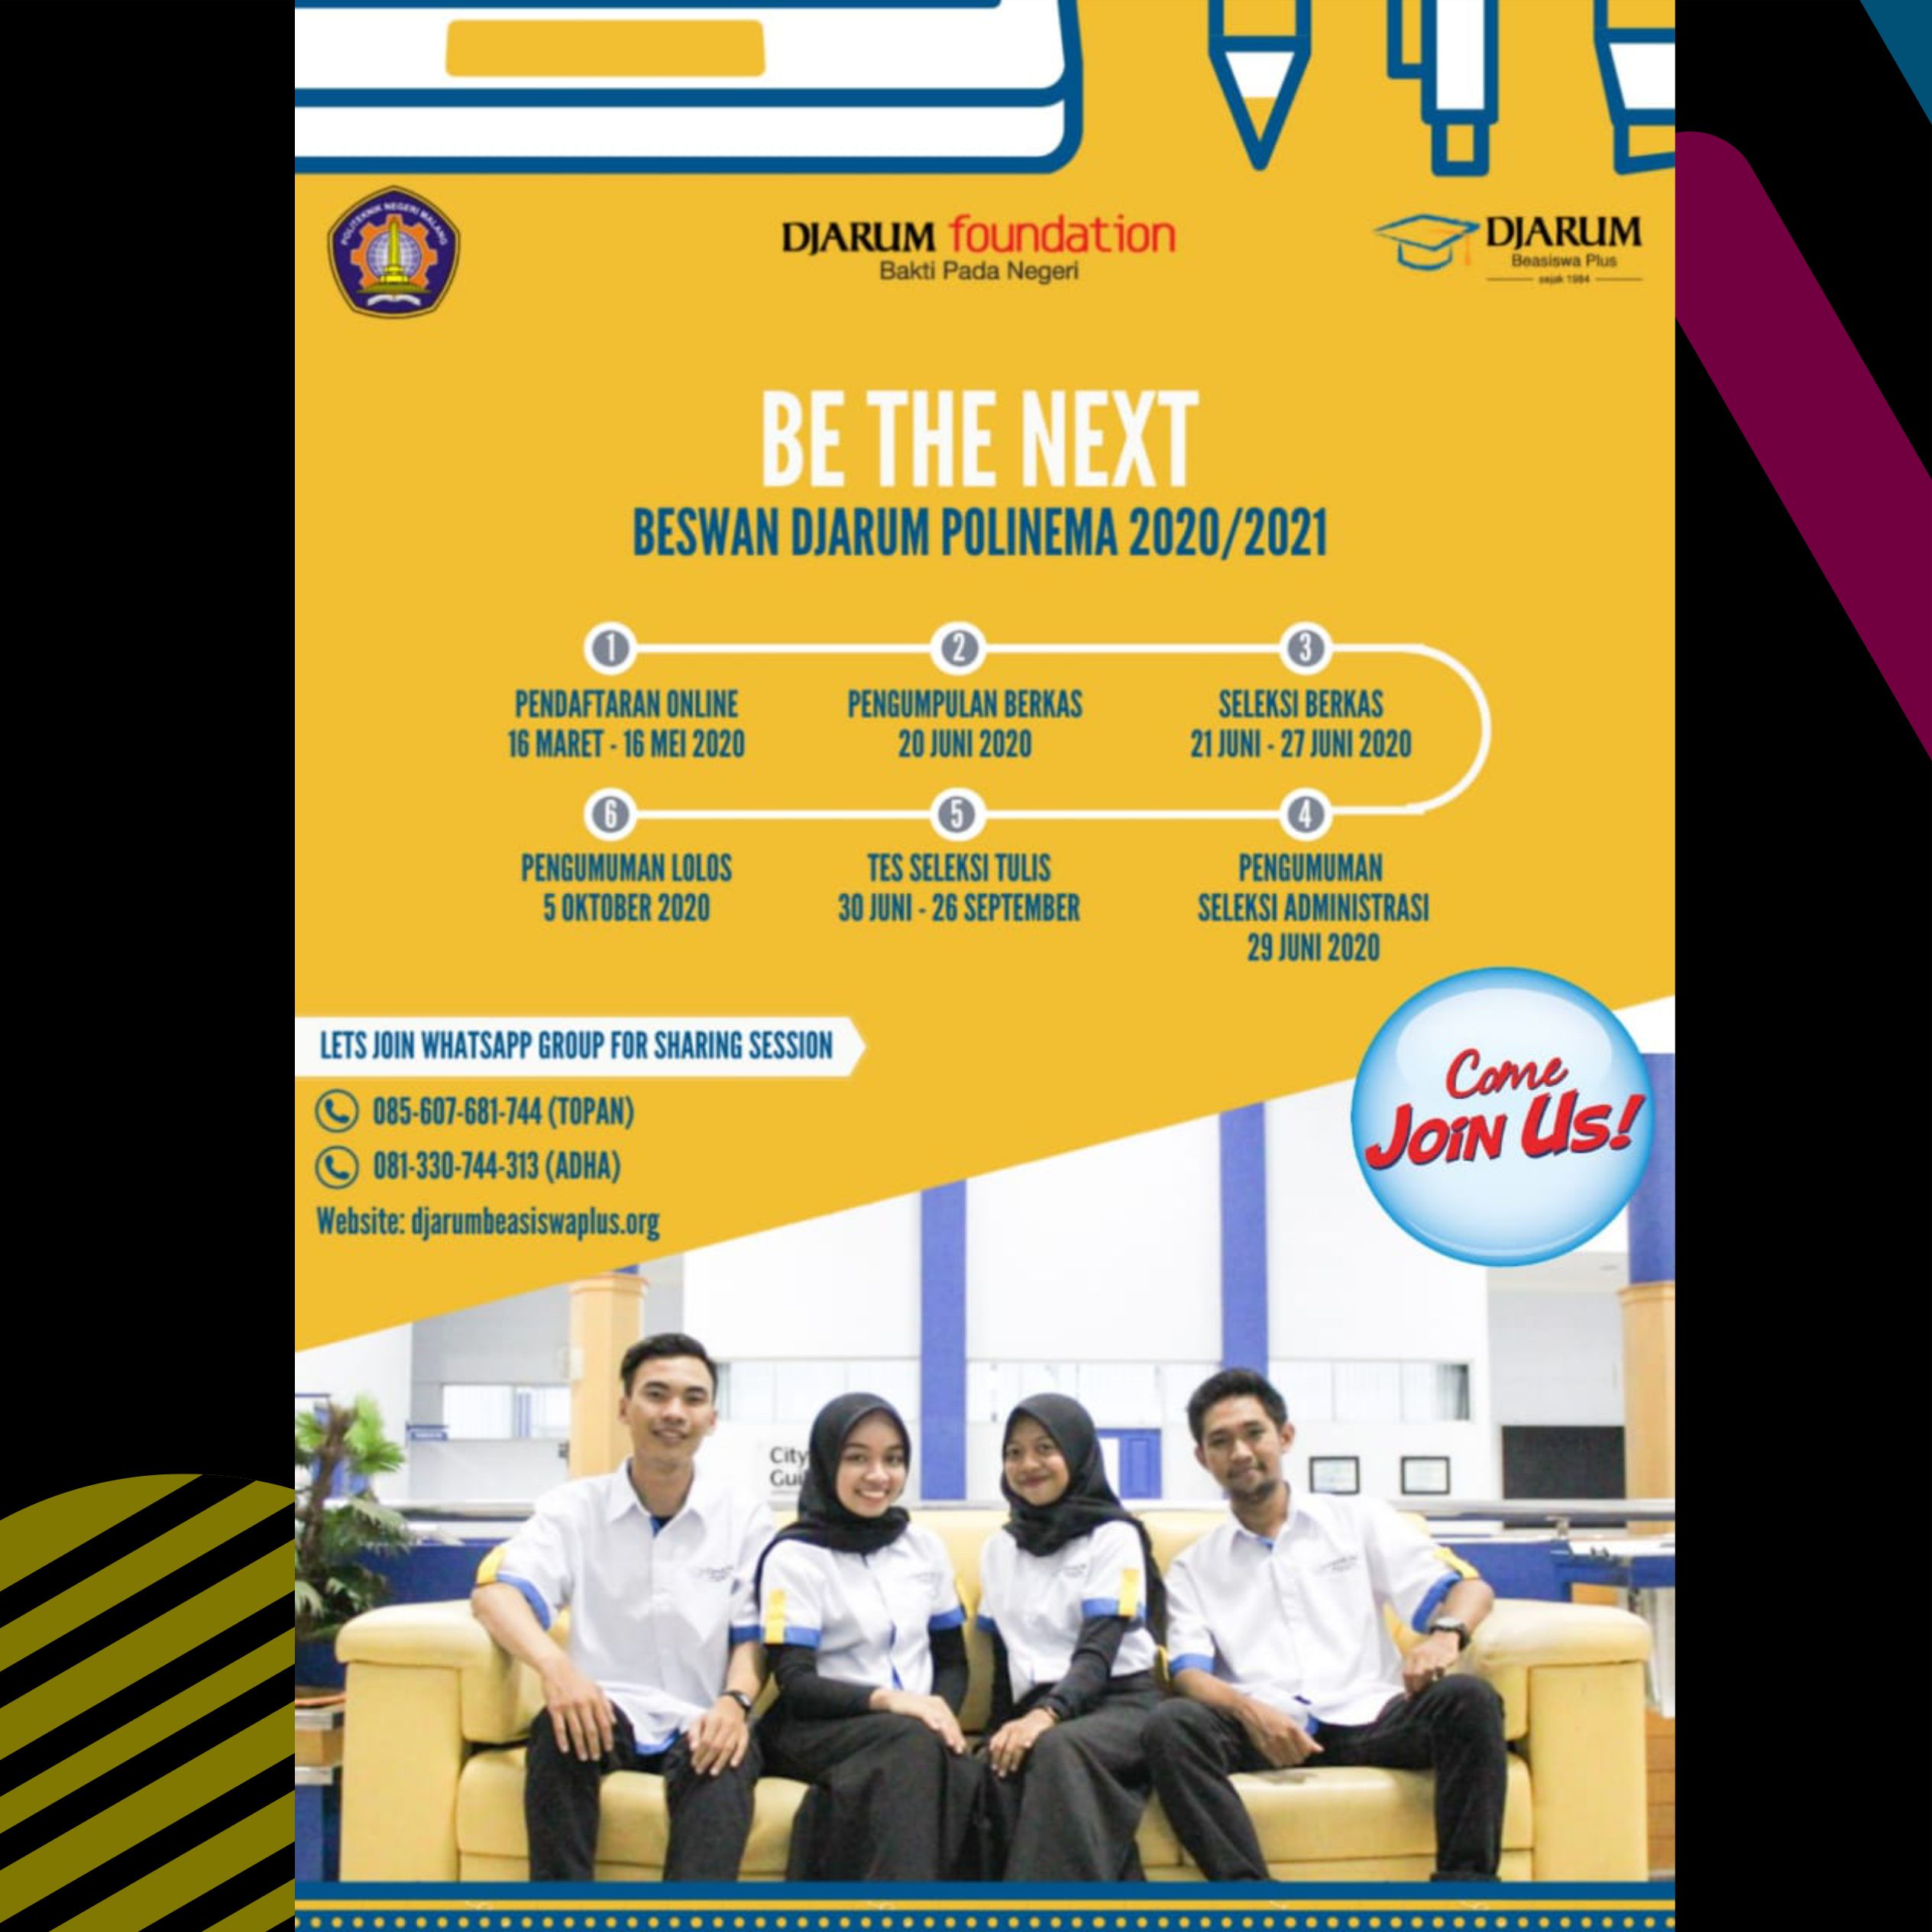 POLITEKNIK NEGERI MALANG
DJARUM foundation
Bakti Pada Negeri
DJARUM
Beasiswa Plus
sejak 1984
BE THE NEXT
BESWAN DJARUM POLINEMA 2020/2021
1
2
3
PENDAFTARAN ONLINE
16 MARET - 16 MEI 2020
PENGUMPULAN BERKAS
20 JUNI 2020
SELEKSI BERKAS
21 JUNI - 27 JUNI 2020
6
5
4
PENGUMUMAN LOLOS
5 OKTOBER 2020
TES SELEKSI TULIS
30 JUNI - 26 SEPTEMBER
PENGUMUMAN
SELEKSI ADMINISTRASI
29 JUNI 2020
LETS JOIN WHATSAPP GROUP FOR SHARING SESSION
085-607-681-744 (TOPAN)
081-330-744-313 (ADHA)
Website: djarumbeasiswaplus.org
Come
Join Us!
City
Gui